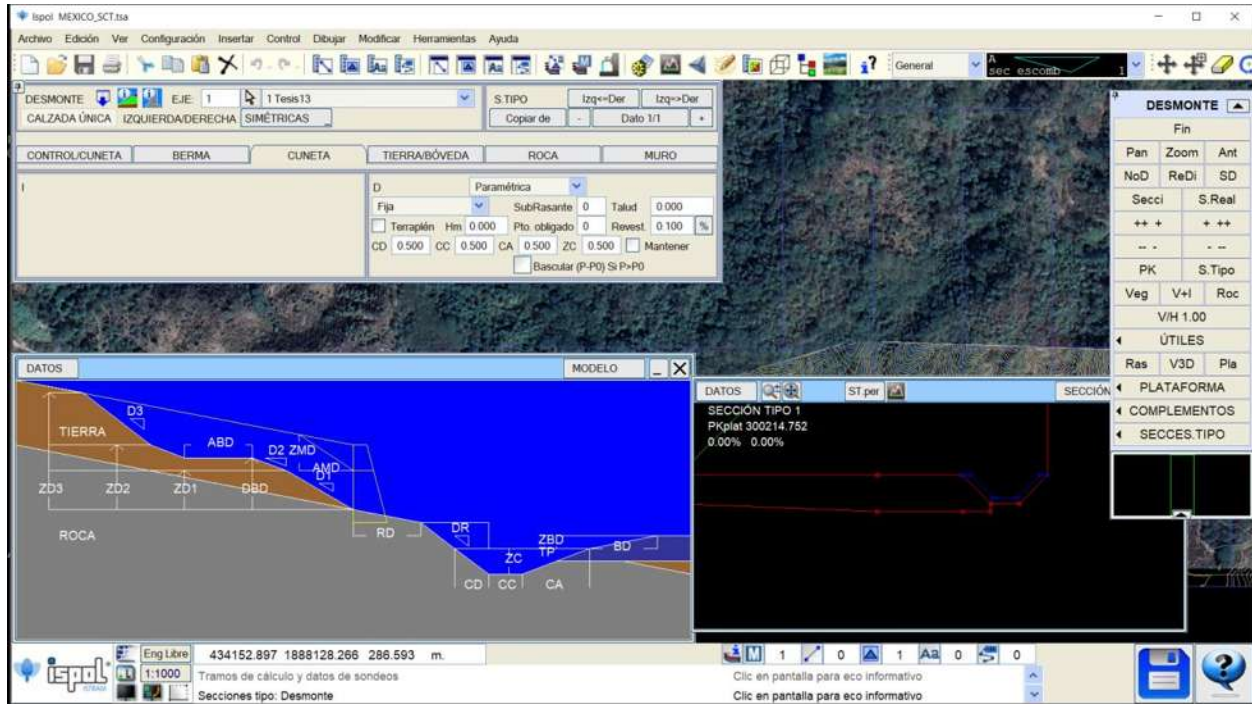 Ispol MEXICO_SCT.tsa
Archivo Edición Ver Configuración Insertar Control Dibujar Modificar Herramientas Ayuda
General
A
sec escomb 1
DESMONTE EJE: 1 1 Tesis13
CALZADA ÚNICA IZQUIERDA/DERECHA SIMÉTRICAS
S.TIPO Izq<=Der Izq=>Der
Copiar de - Dato 1/1 +
CONTROL/CUNETA BERMA CUNETA TIERRA/BÓVEDA ROCA MURO
I
D Paramétrica
Fija SubRasante 0 Talud 0.000
Terraplén Hm 0.000 Pto. obligado 0 Revest. 0.100 %
CD 0.500 CC 0.500 CA 0.500 ZC 0.500 Mantener
Bascular (P-P0) Si P>P0
DESMONTE
Fin
Pan Zoom Ant
NoD ReDi SD
Secci S.Real
++ + + ++
-- - - --
PK S.Tipo
Veg V+I Roc
V/H 1.00
ÚTILES
Ras V3D Pla
PLATAFORMA
COMPLEMENTOS
SECCES.TIPO
DATOS MODELO
D3
TIERRA
ABD
D2 ZMD
AMD
D1
ZD3 ZD2 ZD1 DBD
ROCA
RD
DR
ZBD
TP
BD
ZC
CD CC CA
DATOS ST.per SECCIÓN
SECCIÓN TIPO 1
PKplat 300214.752
0.00% 0.00%
ispol
ISTRAM
Eng Libre 434152.897 1888128.266 286.593 m.
1:1000 Tramos de cálculo y datos de sondeos
Secciones tipo: Desmonte
M 1 0 1 Aa 0 0
Clic en pantalla para eco informativo
Clic en pantalla para eco informativo